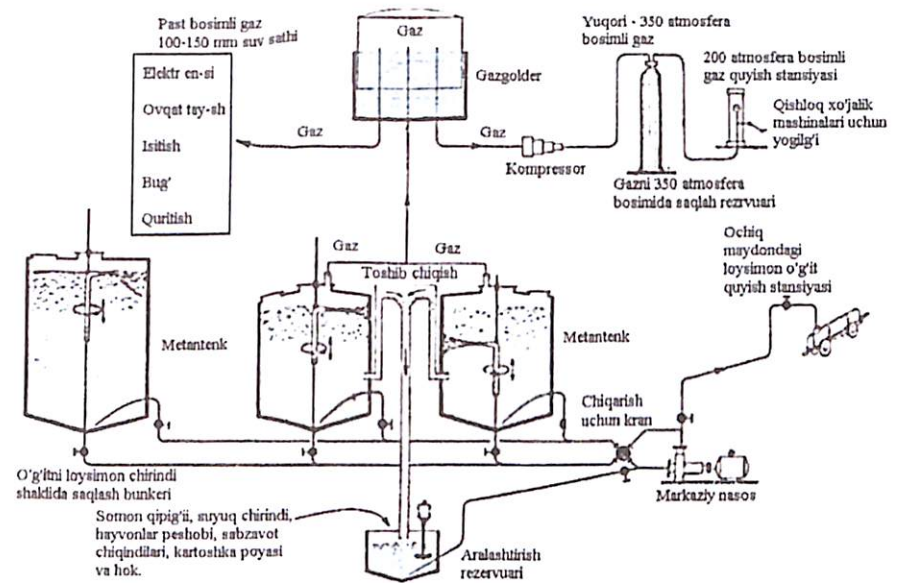 Past bosimli gaz
100-150 mm suv sathi
Elektr en-si
Ovqat tay-sh
Isitish
Bug'
Quritish
Gaz
Gazgolder
Gaz
Gaz
Kompressor
Yuqori - 350 atmosfera
bosimli gaz
200 atmosfera bosimli
gaz quyish stansiyasi
Qishloq xo'jalik
mashinalari uchun
yogilg'i
Gazni 350 atmosfera
bosimida saqlah rezrvuari
Gaz
Gaz
Toshib chiqish
Metantenk
Metantenk
Ochiq
maydondagi
loysimon o'g'it
quyish stansiyasi
Chiqarish
uchun kran
Markaziy nasos
O'g'itni loysimon chirindi
shaklida saqlash bunkeri
Somon qipig'ii, suyuq chirindi,
hayvonlar peshobi, sabzavot
chiqindilari, kartoshka poyasi
va hok.
Aralashtirish
rezervuari